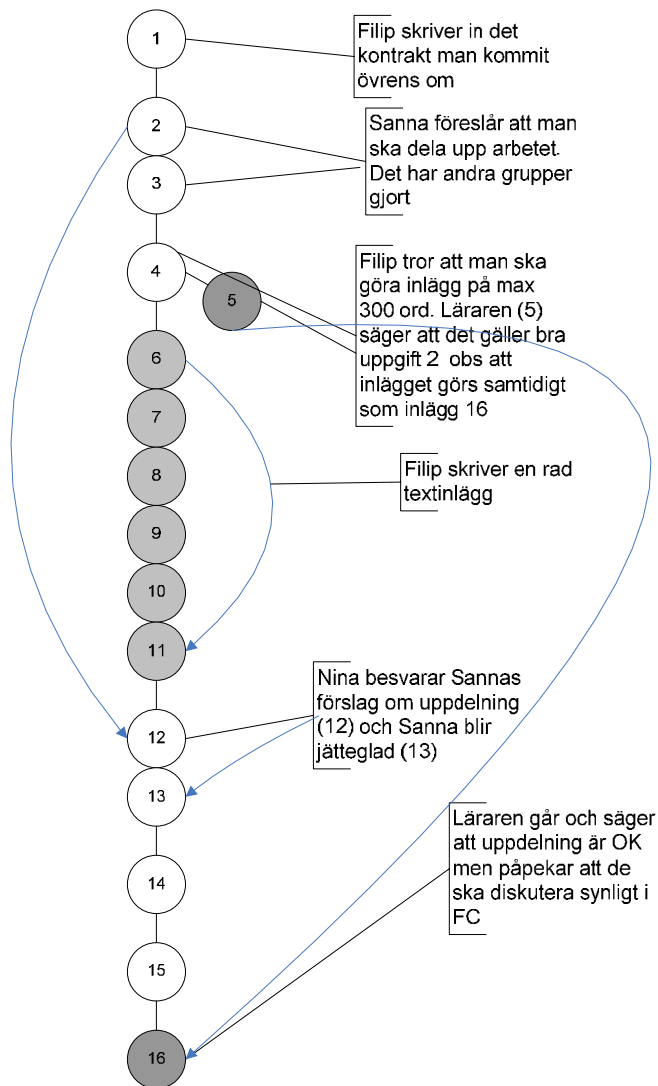 1
Filip skriver in det
kontrakt man kommit
övrens om
2
Sanna föreslår att man
ska dela upp arbetet.
Det har andra grupper
gjort
3
4
5
Filip tror att man ska
göra inlägg på max
300 ord. Läraren (5)
säger att det gäller bra
uppgift 2 obs att
inlägget görs samtidigt
som inlägg 16
6
7
8
Filip skriver en rad
textinlägg
9
10
11
12
Nina besvarar Sannas
förslag om uppdelning
(12) och Sanna blir
jätteglad (13)
13
14
Läraren går och säger
att uppdelning är OK
men påpekar att de
ska diskutera synligt i
FC
15
16